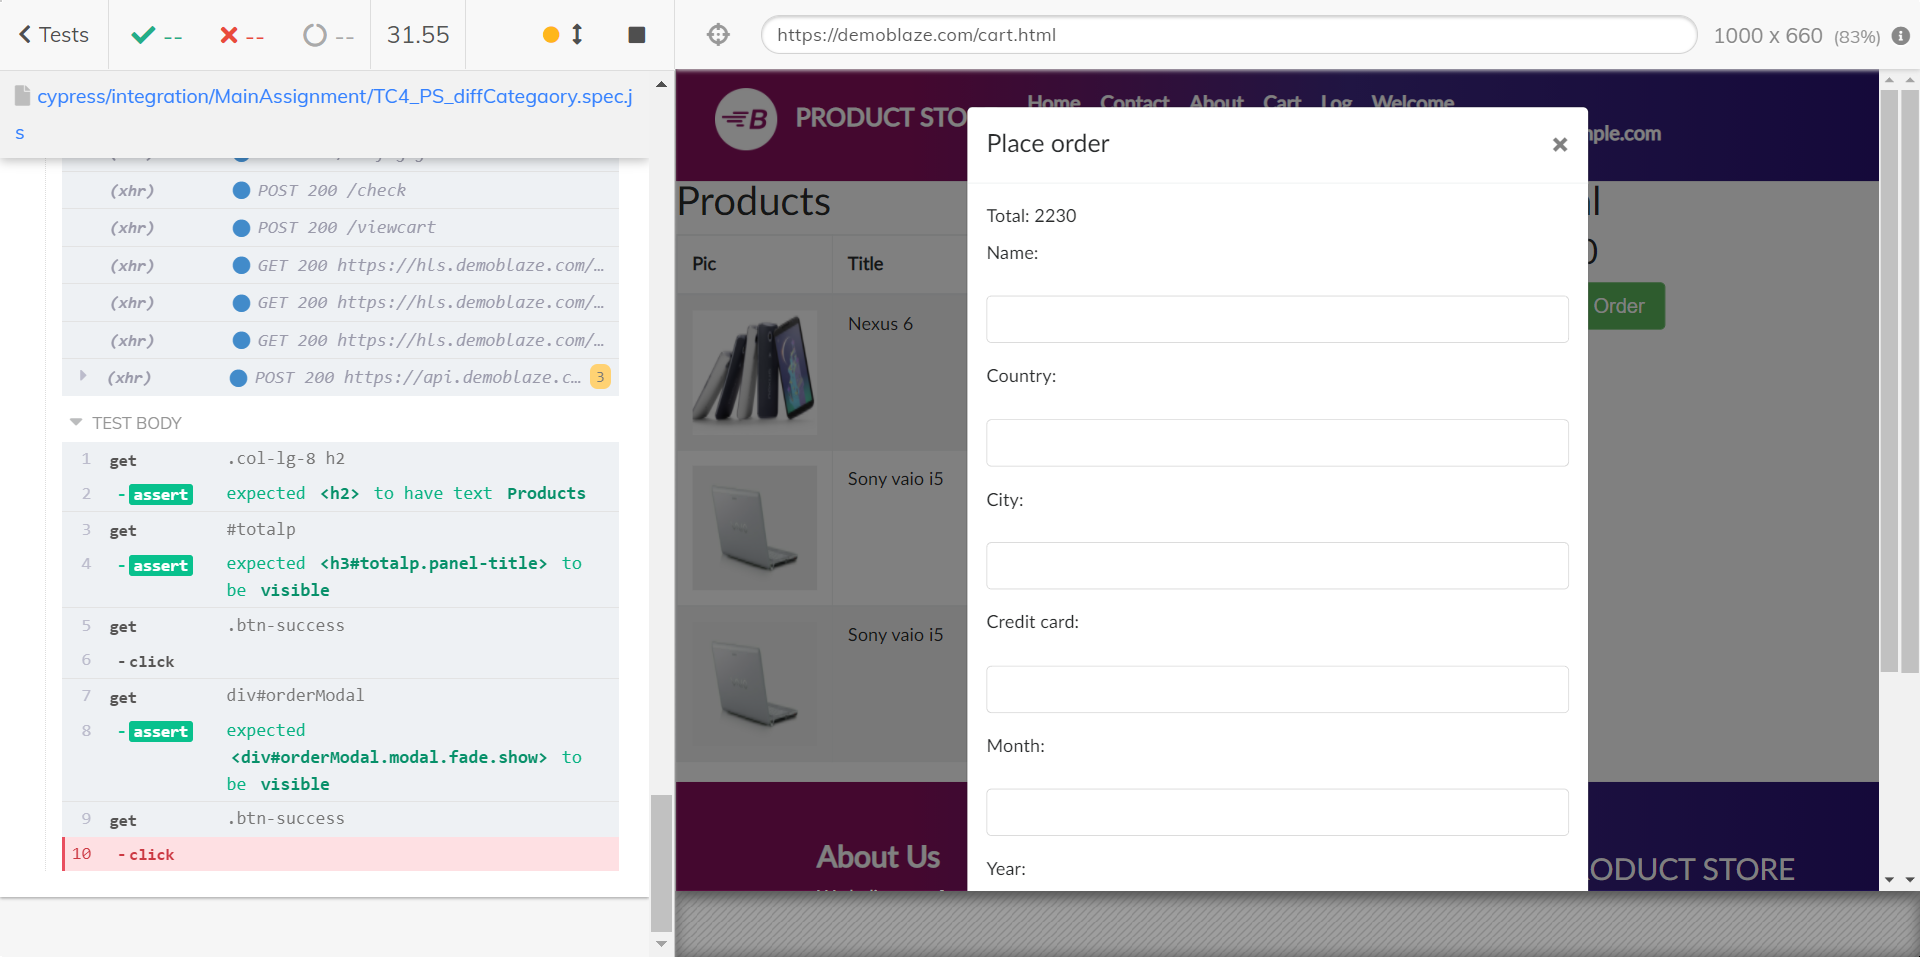 Tests
--
--
--
31.55
https://demoblaze.com/cart.html
1000 x 660 (83%)
cypress/integration/MainAssignment/TC4_PS_diffCategaory.spec.j
s
(xhr) POST 200 /check
(xhr) POST 200 /viewcart
(xhr) GET 200 https://hls.demoblaze.com/…
(xhr) GET 200 https://hls.demoblaze.com/…
(xhr) GET 200 https://hls.demoblaze.com/…
(xhr) POST 200 https://api.demoblaze.c… 3
TEST BODY
1 get .col-lg-8 h2
2 -assert expected <h2> to have text Products
3 get #totalp
4 -assert expected <h3#totalp.panel-title> to
be visible
5 get .btn-success
6 -click
7 get div#orderModal
8 -assert expected
<div#orderModal.modal.fade.show> to
be visible
9 get .btn-success
10 -click
B
PRODUCT STO
Home Contact About Cart Log Welcome
mple.com
Products
Pic Title
Nexus 6
Sony vaio i5
Sony vaio i5
Order
Place order
×
Total: 2230
Name:
Country:
City:
Credit card:
Month:
Year:
About Us
ODUCT STORE